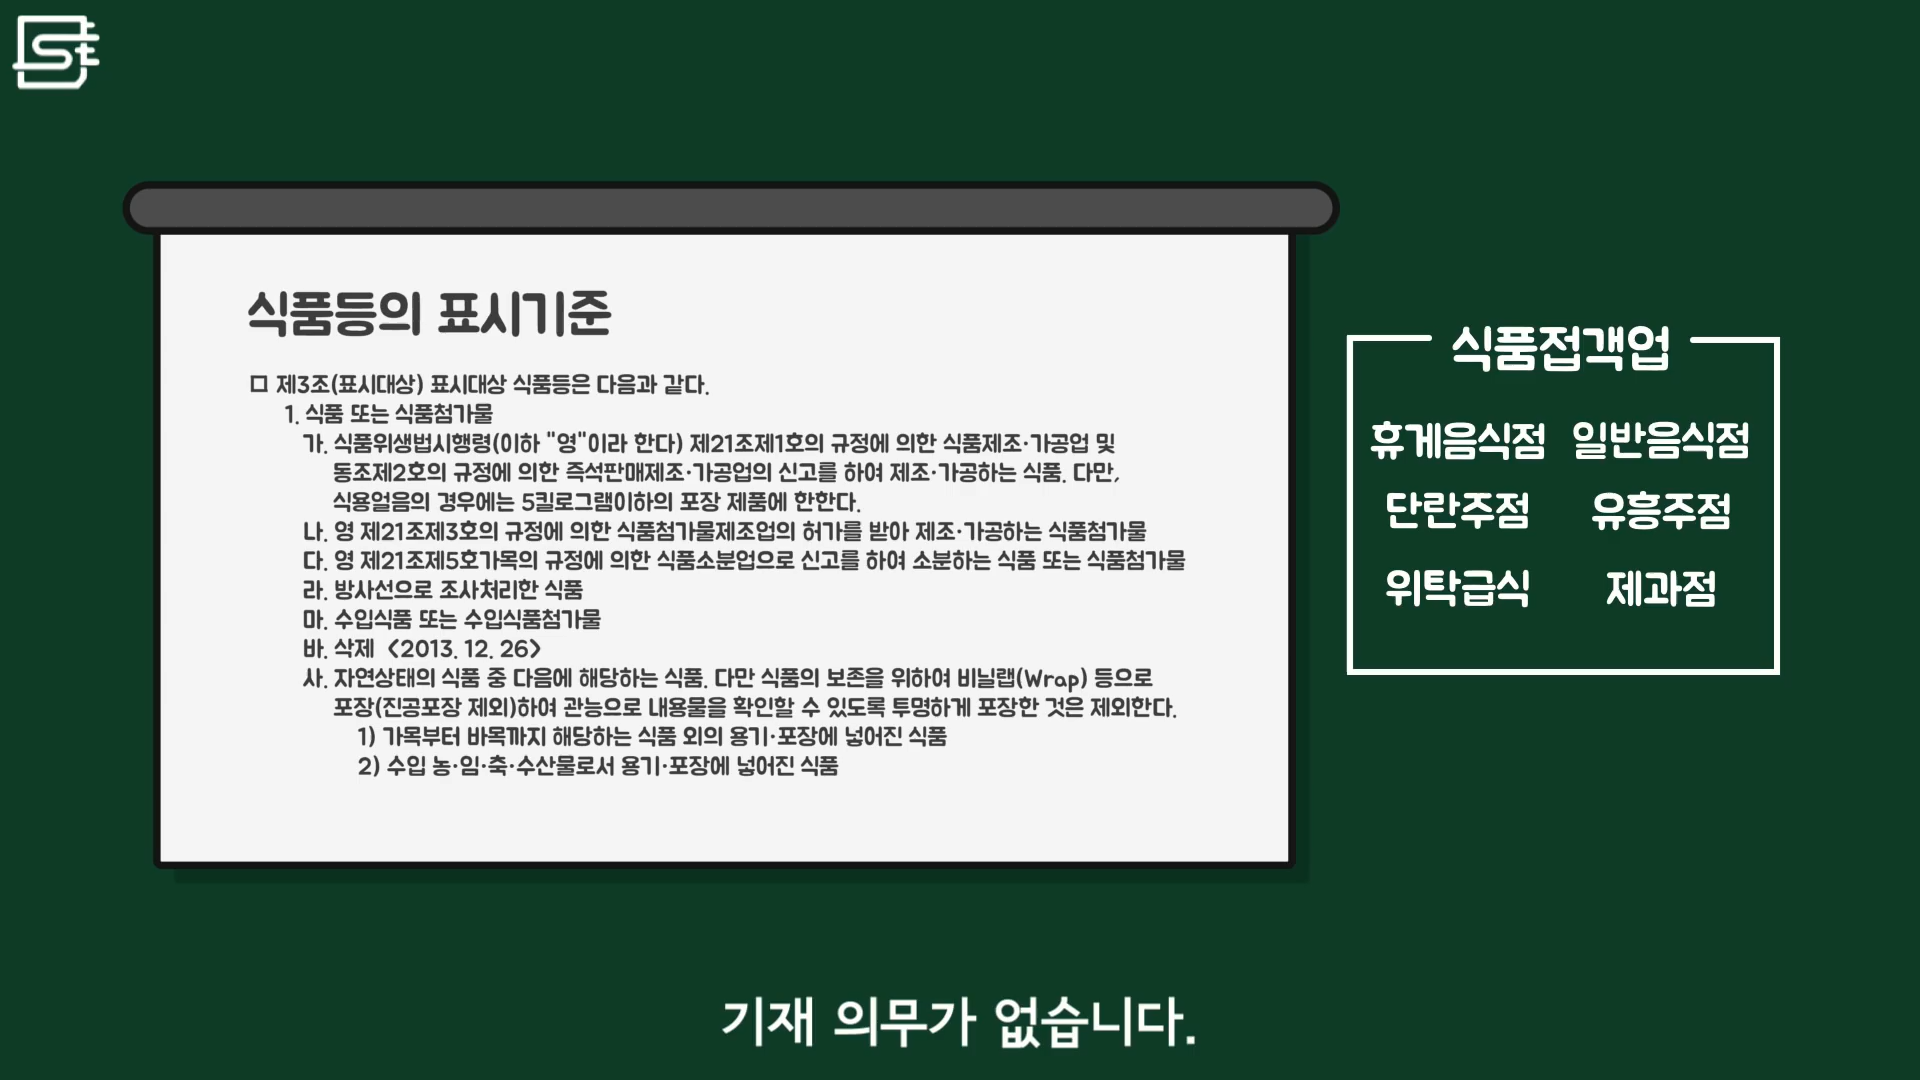 식품등의 표시기준
ㅁ 제3조(표시대상) 표시대상 식품등은 다음과 같다.
1. 식품 또는 식품첨가물
가. 식품위생법시행령(이하 "영"이라 한다) 제21조제1호의 규정에 의한 식품제조·가공업 및
동조제2호의 규정에 의한 즉석판매제조·가공업의 신고를 하여 제조·가공하는 식품. 다만,
식용얼음의 경우에는 5킬로그램이하의 포장 제품에 한한다.
나. 영 제21조제3호의 규정에 의한 식품첨가물제조업의 허가를 받아 제조·가공하는 식품첨가물
다. 영 제21조제5호가목의 규정에 의한 식품소분업으로 신고를 하여 소분하는 식품 또는 식품첨가물
라. 방사선으로 조사처리한 식품
마. 수입식품 또는 수입식품첨가물
바. 삭제 <2013. 12. 26>
사. 자연상태의 식품 중 다음에 해당하는 식품. 다만 식품의 보존을 위하여 비닐랩(Wrap) 등으로
포장(진공포장 제외)하여 관능으로 내용물을 확인할 수 있도록 투명하게 포장한 것은 제외한다.
1) 가목부터 바목까지 해당하는 식품 외의 용기·포장에 넣어진 식품
2) 수입 농·임·축·수산물로서 용기·포장에 넣어진 식품
식품접객업
휴게음식점 일반음식점
단란주점 유흥주점
위탁급식 제과점
기재 의무가 없습니다.